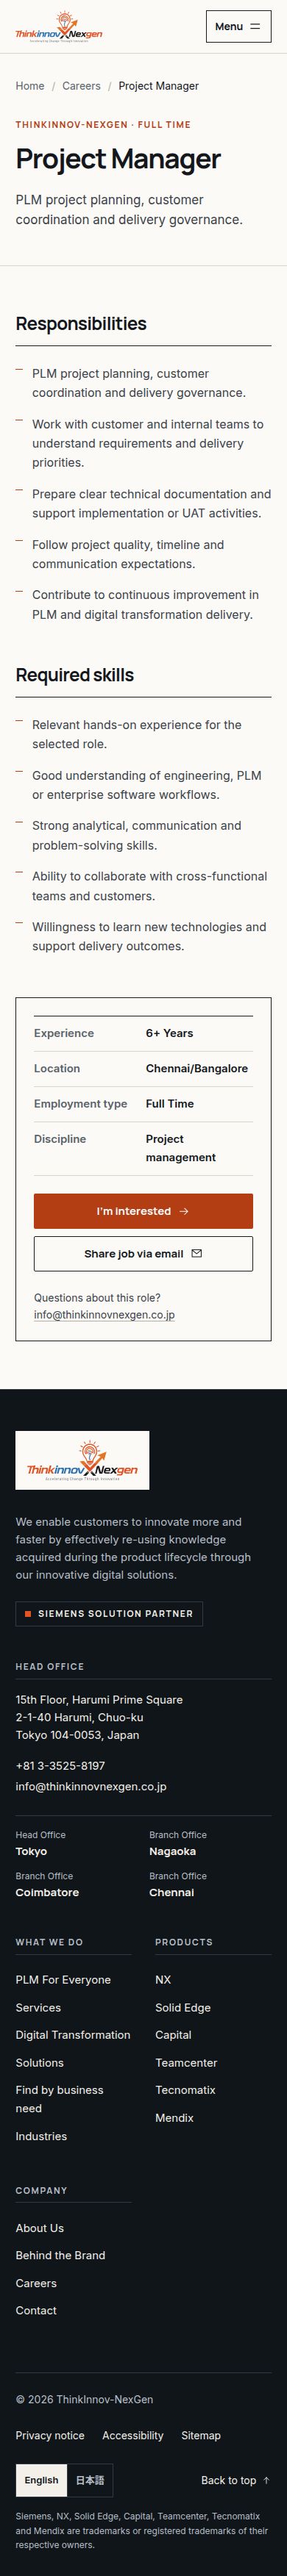 ThinkinnovXNexgen
Accelerating Change Through Innovation
Menu
Home / Careers / Project Manager
THINKINNOV-NEXGEN · FULL TIME
Project Manager
PLM project planning, customer
coordination and delivery governance.
Responsibilities
PLM project planning, customer
coordination and delivery governance.
Work with customer and internal teams to
understand requirements and delivery
priorities.
Prepare clear technical documentation and
support implementation or UAT activities.
Follow project quality, timeline and
communication expectations.
Contribute to continuous improvement in
PLM and digital transformation delivery.
Required skills
Relevant hands-on experience for the
selected role.
Good understanding of engineering, PLM
or enterprise software workflows.
Strong analytical, communication and
problem-solving skills.
Ability to collaborate with cross-functional
teams and customers.
Willingness to learn new technologies and
support delivery outcomes.
Experience 6+ Years
Location Chennai/Bangalore
Employment type Full Time
Discipline Project
management
I'm interested →
Share job via email
Questions about this role?
info@thinkinnovnexgen.co.jp
ThinkinnovXNexgen
Accelerating Change Through Innovation
We enable customers to innovate more and
faster by effectively re-using knowledge
acquired during the product lifecycle through
our innovative digital solutions.
SIEMENS SOLUTION PARTNER
HEAD OFFICE
15th Floor, Harumi Prime Square
2-1-40 Harumi, Chuo-ku
Tokyo 104-0053, Japan
+81 3-3525-8197
info@thinkinnovnexgen.co.jp
Head Office
Tokyo
Branch Office
Nagaoka
Branch Office
Coimbatore
Branch Office
Chennai
WHAT WE DO
PLM For Everyone
Services
Digital Transformation
Solutions
Find by business
need
Industries
PRODUCTS
NX
Solid Edge
Capital
Teamcenter
Tecnomatix
Mendix
COMPANY
About Us
Behind the Brand
Careers
Contact
© 2026 ThinkInnov-NexGen
Privacy notice Accessibility Sitemap
English 日本語 Back to top ↑
Siemens, NX, Solid Edge, Capital, Teamcenter, Tecnomatix
and Mendix are trademarks or registered trademarks of their
respective owners.